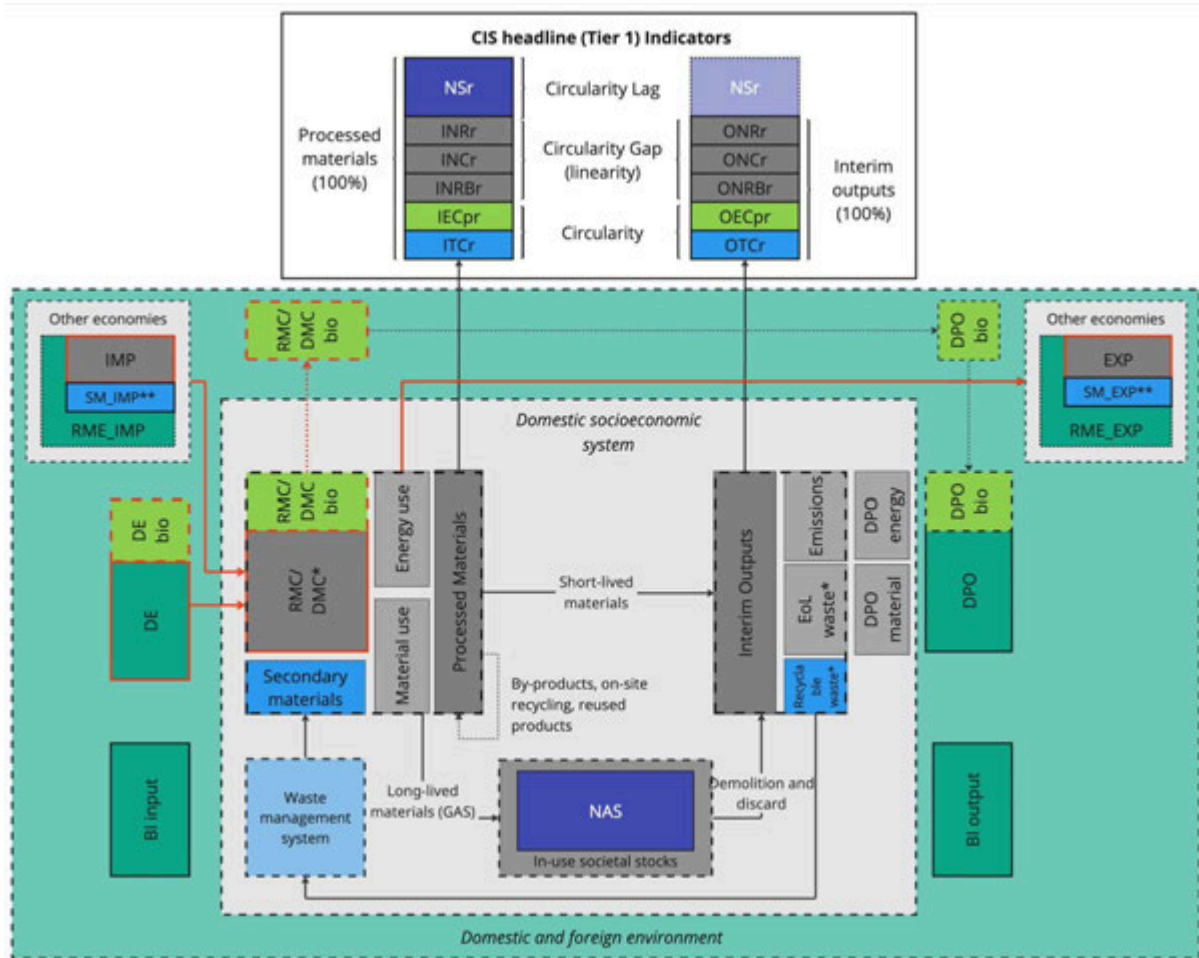 CIS headline (Tier 1) Indicators
NSr
INRr
INCr
INRBr
IECpr
ITCr
Processed
materials
(100%)
Circularity Lag
Circularity Gap
(linearity)
Circularity
NSr
ONRr
ONCr
ONRBr
OECpr
OTCr
Interim
outputs
(100%)
Other economies
IMP
SM_IMP**
RME_IMP
RMC/
DMC
bio
DPO
bio
Other economies
EXP
SM_EXP**
RME_EXP
Domestic socioeconomic
system
DE
bio
DE
RMC/
DMC
bio
RMC/
DMC*
Secondary
materials
Energy use
Material use
Processed Materials
Short-lived
materials
By-products, on-site
recycling, reused
products
Interim Outputs
Emissions
EoL
waste*
Recycla
ble
waste*
DPO
energy
DPO
material
DPO
bio
DPO
BI input
Waste
management
system
Long-lived
materials (GAS)
NAS
In-use societal stocks
Demolition and
discard
BI output
Domestic and foreign environment